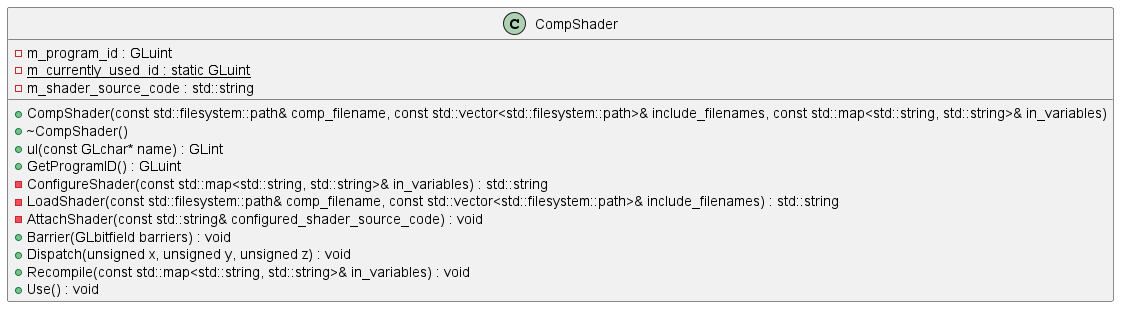 C CompShader
m_program_id : GLuint
m_currently_used_id : static GLuint
m_shader_source_code : std::string
CompShader(const std::filesystem::path& comp_filename, const std::vector<std::filesystem::path>& include_filenames, const std::map<std::string, std::string>& in_variables)
~CompShader()
ul(const GLchar* name) : GLint
GetProgramID() : GLuint
ConfigureShader(const std::map<std::string, std::string>& in_variables) : std::string
LoadShader(const std::filesystem::path& comp_filename, const std::vector<std::filesystem::path>& include_filenames) : std::string
AttachShader(const std::string& configured_shader_source_code) : void
Barrier(GLbitfield barriers) : void
Dispatch(unsigned x, unsigned y, unsigned z) : void
Recompile(const std::map<std::string, std::string>& in_variables) : void
Use() : void